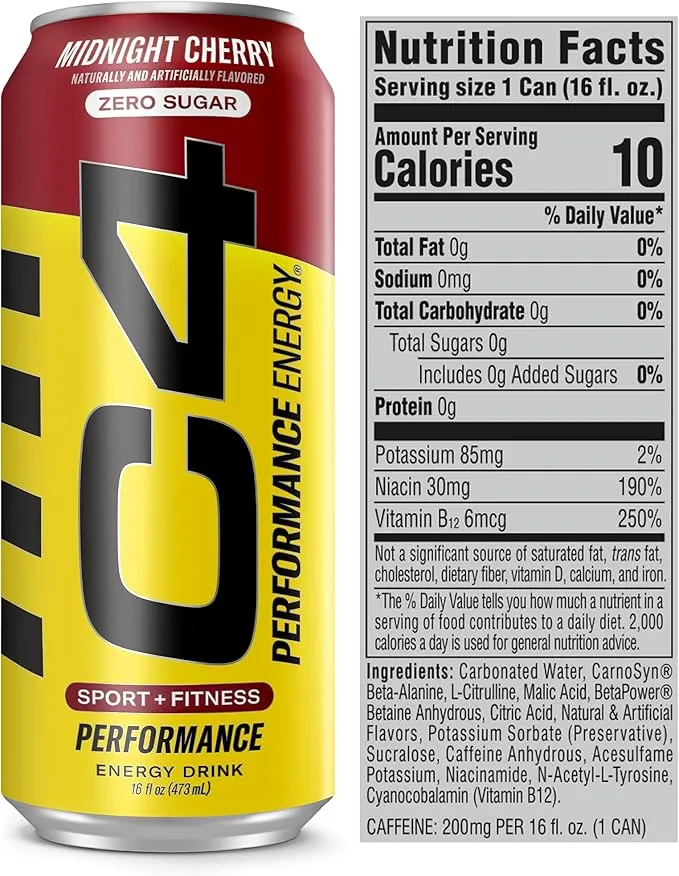 MIDNIGHT CHERRY
NATURALLY AND ARTIFICIALLY FLAVORED
ZERO SUGAR
C4
PERFORMANCE ENERGY®
SPORT + FITNESS
PERFORMANCE
ENERGY DRINK
16 fl oz (473 mL)
Nutrition Facts
Serving size 1 Can (16 fl. oz.)
Amount Per Serving
Calories 10
% Daily Value*
Total Fat 0g 0%
Sodium 0mg 0%
Total Carbohydrate 0g 0%
Total Sugars 0g
Includes 0g Added Sugars 0%
Protein 0g
Potassium 85mg 2%
Niacin 30mg 190%
Vitamin B₁₂ 6mcg 250%
Not a significant source of saturated fat, trans fat,
cholesterol, dietary fiber, vitamin D, calcium, and iron.
*The % Daily Value tells you how much a nutrient in a
serving of food contributes to a daily diet. 2,000
calories a day is used for general nutrition advice.
Ingredients: Carbonated Water, CarnoSyn®
Beta-Alanine, L-Citrulline, Malic Acid, BetaPower®
Betaine Anhydrous, Citric Acid, Natural & Artificial
Flavors, Potassium Sorbate (Preservative),
Sucralose, Caffeine Anhydrous, Acesulfame
Potassium, Niacinamide, N-Acetyl-L-Tyrosine,
Cyanocobalamin (Vitamin B12).
CAFFEINE: 200mg PER 16 fl. oz. (1 CAN)